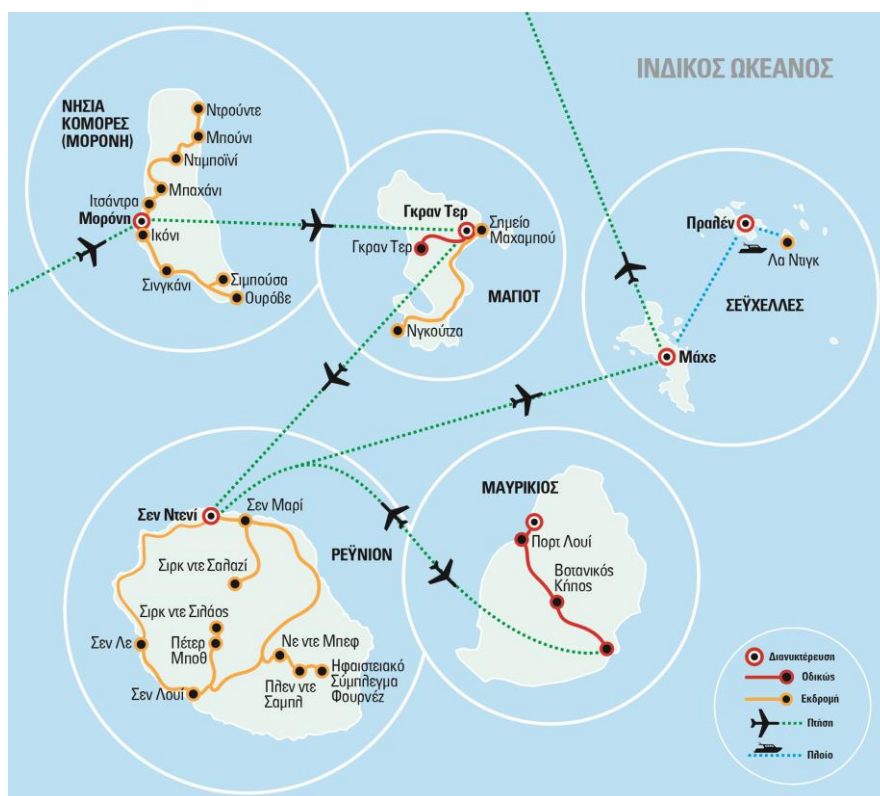 ΙΝΔΙΚΟΣ ΩΚΕΑΝΟΣ
ΝΗΣΙΑ
ΚΟΜΟΡΕΣ
(ΜΟΡΟΝΗ)
Ντρούντε
Μπούνι
Ντιμποϊνί
Μπαχάνι
Ιτσάντρα
Μορόνη
Ικόνι
Σινγκάνι
Σιμπούσα
Ουρόβε
Γκραν Τερ
Σημείο
Μαχαμπού
Γκραν Τερ
ΜΑΓΙΟΤ
Νγκούτζα
Πραλέν
Λα Ντιγκ
ΣΕΫΧΕΛΛΕΣ
Μάχε
Σεν Ντενί
Σεν Μαρί
ΡΕΫΝΙΟΝ
Σιρκ ντε Σαλαζί
Σιρκ ντε Σιλάος
Σεν Λε
Πέτερ
Μποθ
Νε ντε Μπεφ
Σεν Λουί
Πλεν ντε
Σαμπλ
Ηφαιστειακό
Σύμπλεγμα
Φουρνέζ
ΜΑΥΡΙΚΙΟΣ
Πορτ Λουί
Βοτανικός
Κήπος
Διανυκτέρευση
Οδικώς
Εκδρομή
Πτήση
Πλοίο